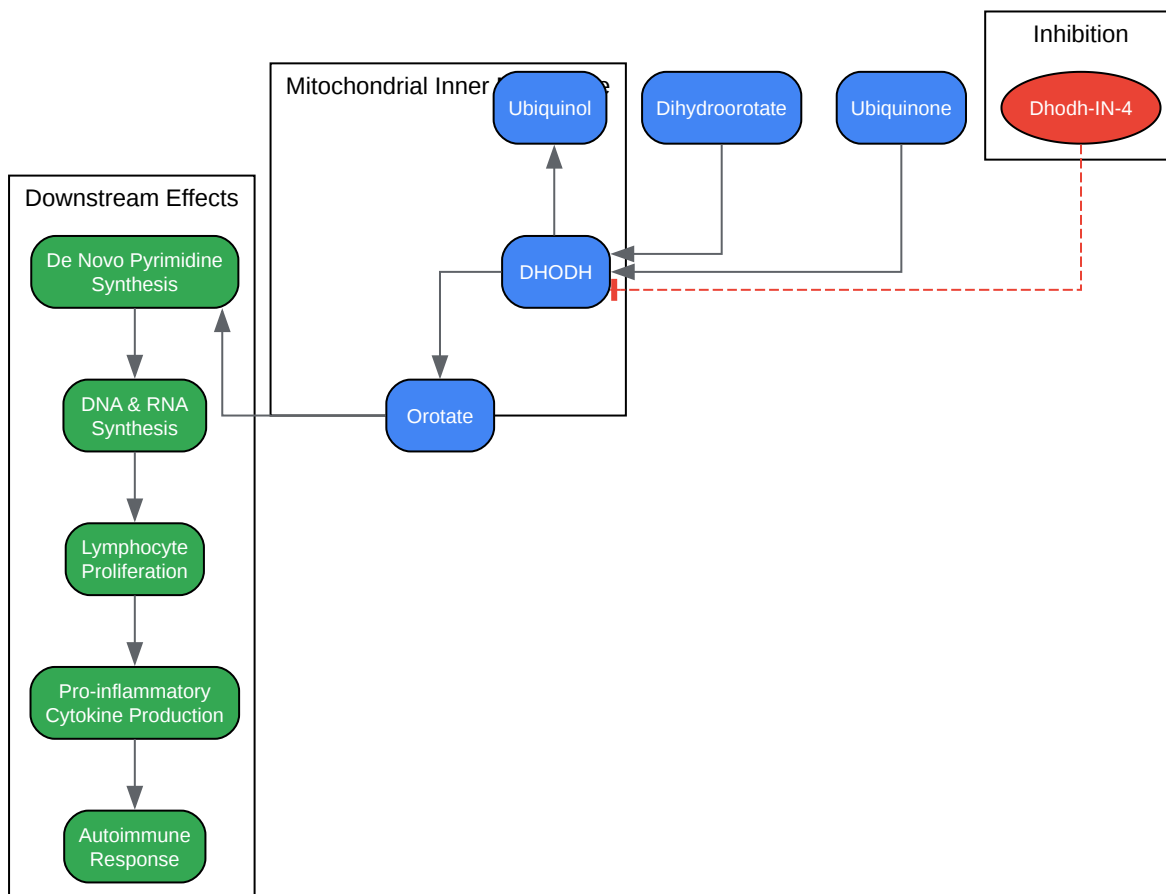 Inhibition
Mitochondrial Inner
Ubiquinol
Dihydroorotate
Ubiquinone
Dhodh-IN-4
Downstream Effects
De Novo Pyrimidine
Synthesis
DHODH
DNA & RNA
Synthesis
Orotate
Lymphocyte
Proliferation
Pro-inflammatory
Cytokine Production
Autoimmune
Response